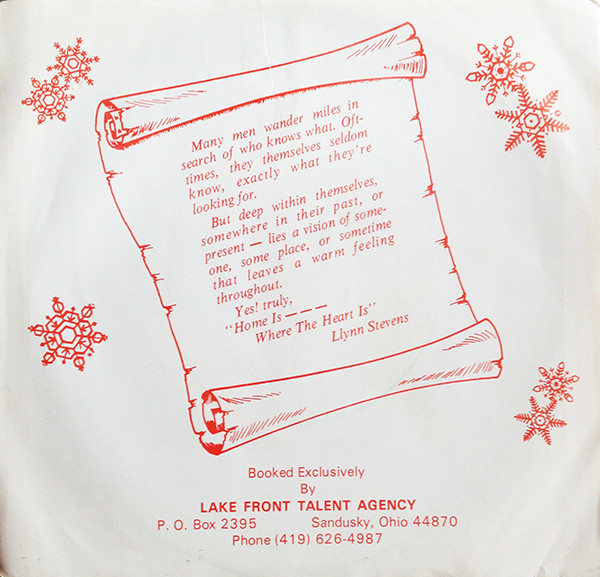 Many men wander miles in
search of who knows what. Oft-
times, they themselves seldom
know, exactly what they're
looking for.
But deep within themselves,
somewhere in their past, or
present — lies a vision of some-
one, some place, or sometime
that leaves a warm feeling
throughout.
Yes! truly,
"Home Is — — —
Where The Heart Is"
Llynn Stevens
Booked Exclusively
By
LAKE FRONT TALENT AGENCY
P. O. Box 2395 Sandusky, Ohio 44870
Phone (419) 626-4987